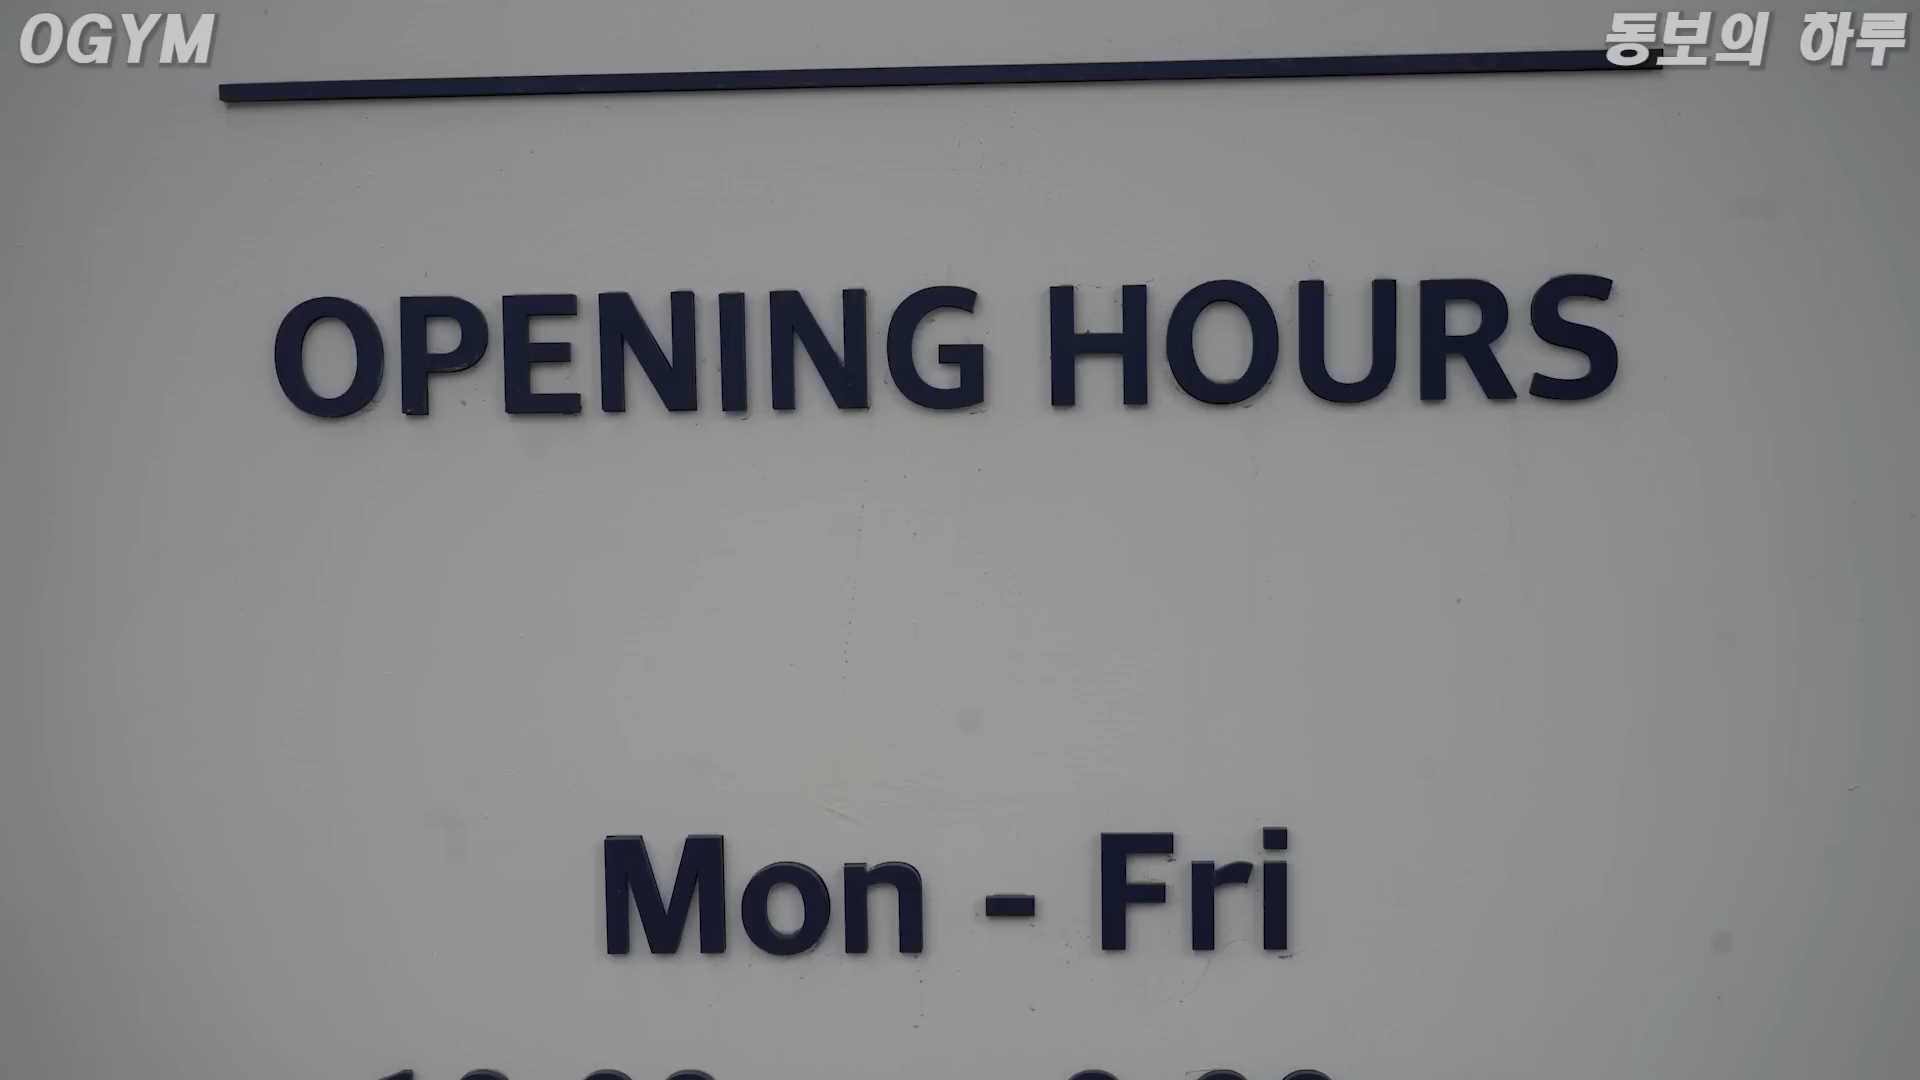 OGYM
동보의 하루
OPENING HOURS
Mon - Fri